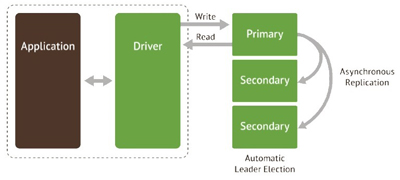 Application
Driver
Write
Read
Primary
Secondary
Secondary
Asynchronous
Replication
Automatic
Leader Election